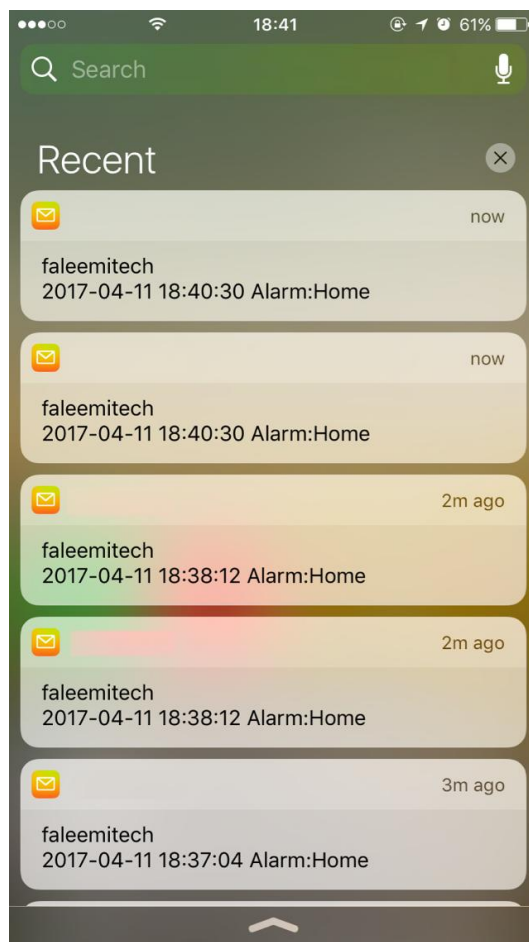 18:41
61%
Search
Recent
now
faleemitech
2017-04-11 18:40:30 Alarm:Home
now
faleemitech
2017-04-11 18:40:30 Alarm:Home
2m ago
faleemitech
2017-04-11 18:38:12 Alarm:Home
2m ago
faleemitech
2017-04-11 18:38:12 Alarm:Home
3m ago
faleemitech
2017-04-11 18:37:04 Alarm:Home